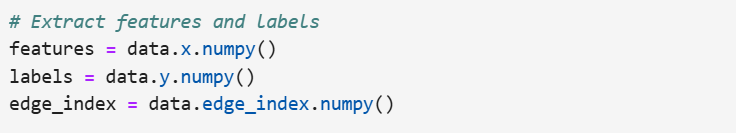 # Extract features and labels
features = data.x.numpy()
labels = data.y.numpy()
edge_index = data.edge_index.numpy()